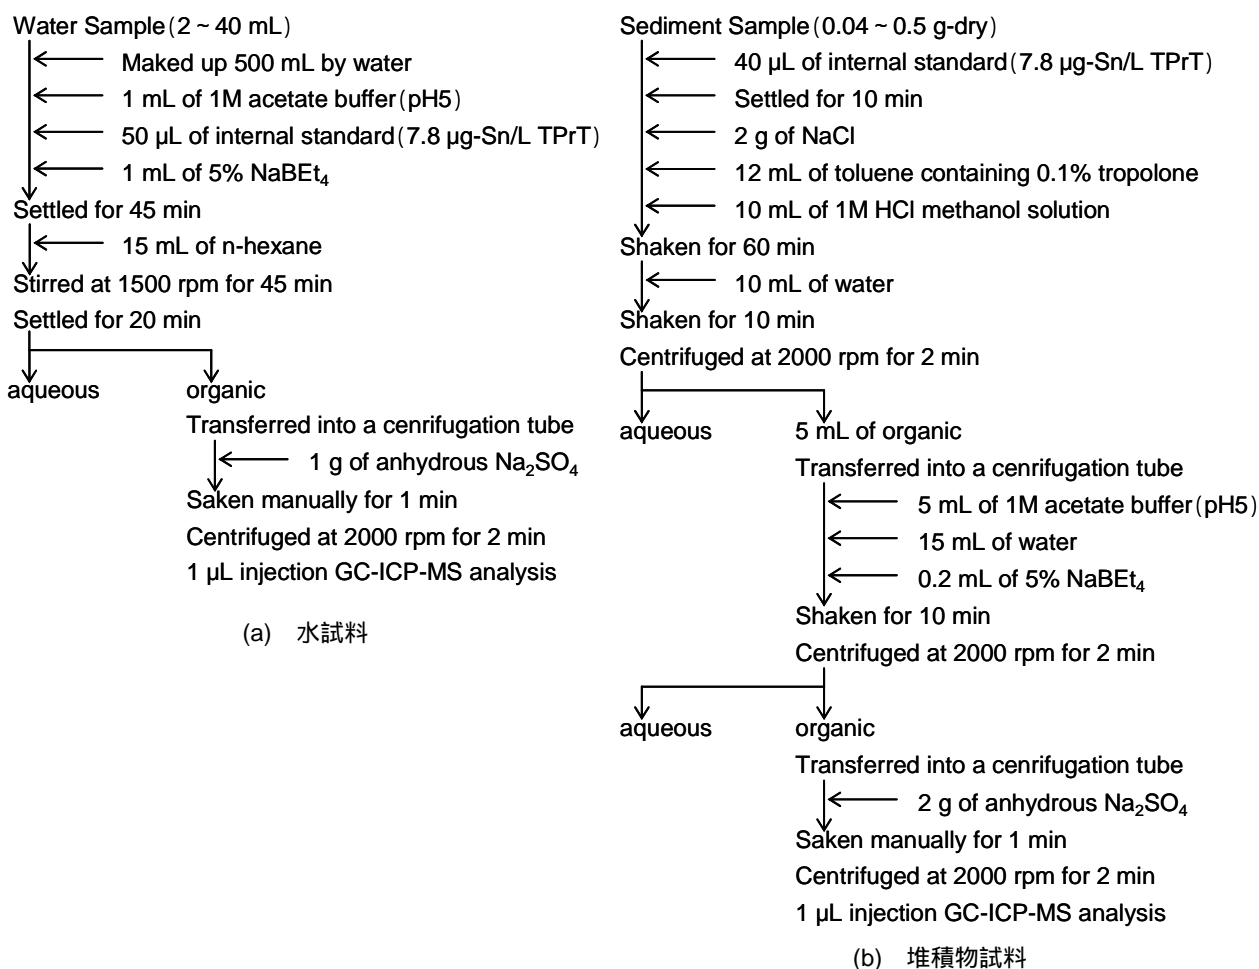 Water Sample(2 ~ 40 mL)
Maked up 500 mL by water
1 mL of 1M acetate buffer(pH5)
50 µL of internal standard(7.8 µg-Sn/L TPrT)
1 mL of 5% NaBEt₄
Settled for 45 min
15 mL of n-hexane
Stirred at 1500 rpm for 45 min
Settled for 20 min
aqueous
organic
Transferred into a cenrifugation tube
1 g of anhydrous Na₂SO₄
Saken manually for 1 min
Centrifuged at 2000 rpm for 2 min
1 µL injection GC-ICP-MS analysis
(a) 水試料
Sediment Sample(0.04 ~ 0.5 g-dry)
40 µL of internal standard(7.8 µg-Sn/L TPrT)
Settled for 10 min
2 g of NaCl
12 mL of toluene containing 0.1% tropolone
10 mL of 1M HCl methanol solution
Shaken for 60 min
10 mL of water
Shaken for 10 min
Centrifuged at 2000 rpm for 2 min
aqueous
5 mL of organic
Transferred into a cenrifugation tube
5 mL of 1M acetate buffer(pH5)
15 mL of water
0.2 mL of 5% NaBEt₄
Shaken for 10 min
Centrifuged at 2000 rpm for 2 min
aqueous
organic
Transferred into a cenrifugation tube
2 g of anhydrous Na₂SO₄
Saken manually for 1 min
Centrifuged at 2000 rpm for 2 min
1 µL injection GC-ICP-MS analysis
(b) 堆積物試料